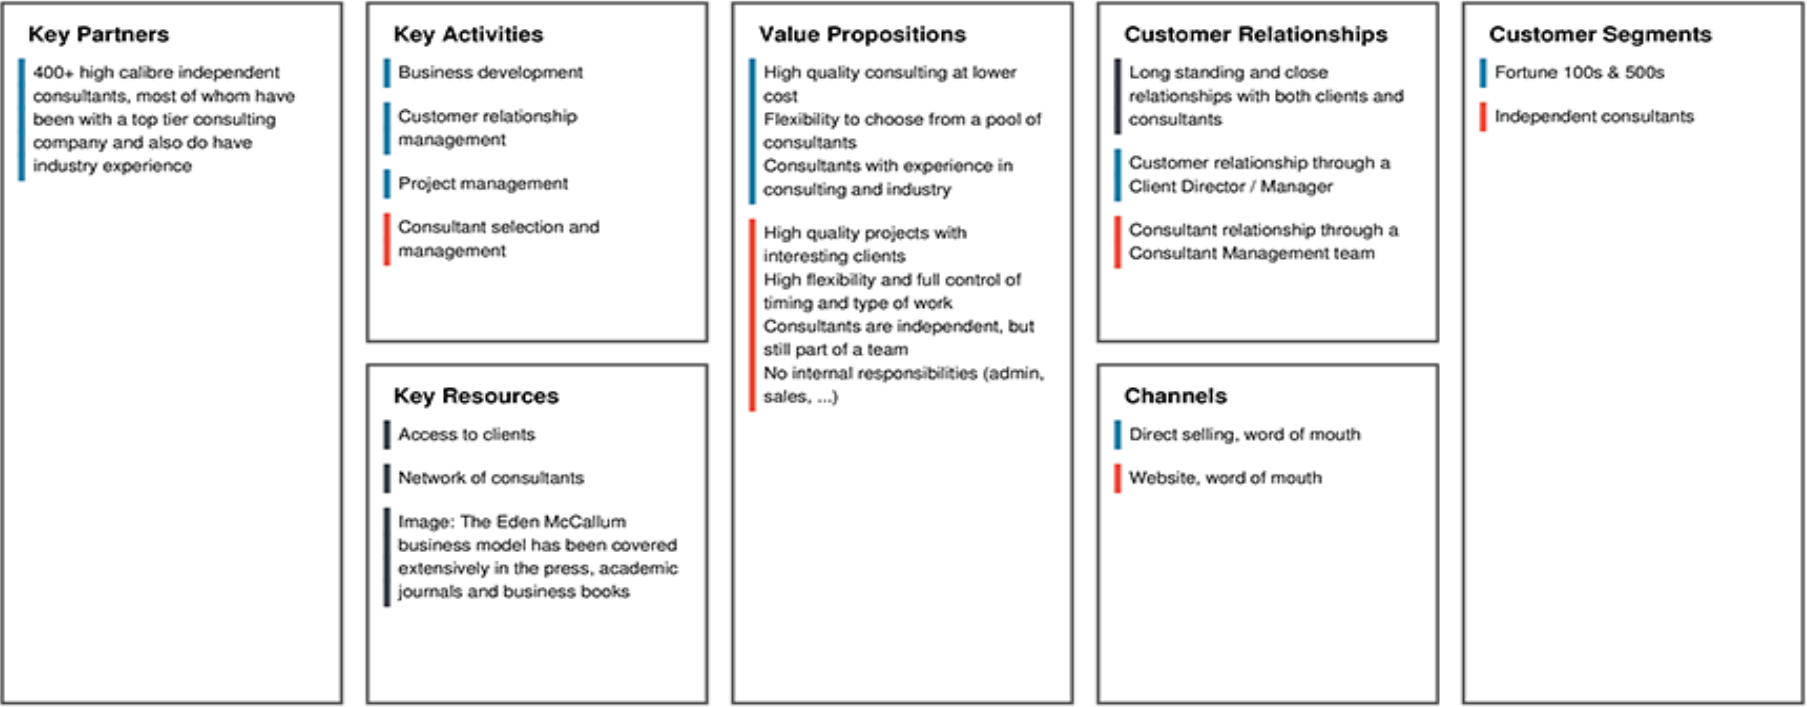 Key Partners
400+ high calibre independent
consultants, most of whom have
been with a top tier consulting
company and also do have
industry experience
Key Activities
Business development
Customer relationship
management
Project management
Consultant selection and
management
Key Resources
Access to clients
Network of consultants
Image: The Eden McCallum
business model has been covered
extensively in the press, academic
journals and business books
Value Propositions
High quality consulting at lower
cost
Flexibility to choose from a pool of
consultants
Consultants with experience in
consulting and industry
High quality projects with
interesting clients
High flexibility and full control of
timing and type of work
Consultants are independent, but
still part of a team
No internal responsibilities (admin,
sales, ...)
Customer Relationships
Long standing and close
relationships with both clients and
consultants
Customer relationship through a
Client Director / Manager
Consultant relationship through a
Consultant Management team
Channels
Direct selling, word of mouth
Website, word of mouth
Customer Segments
Fortune 100s & 500s
Independent consultants